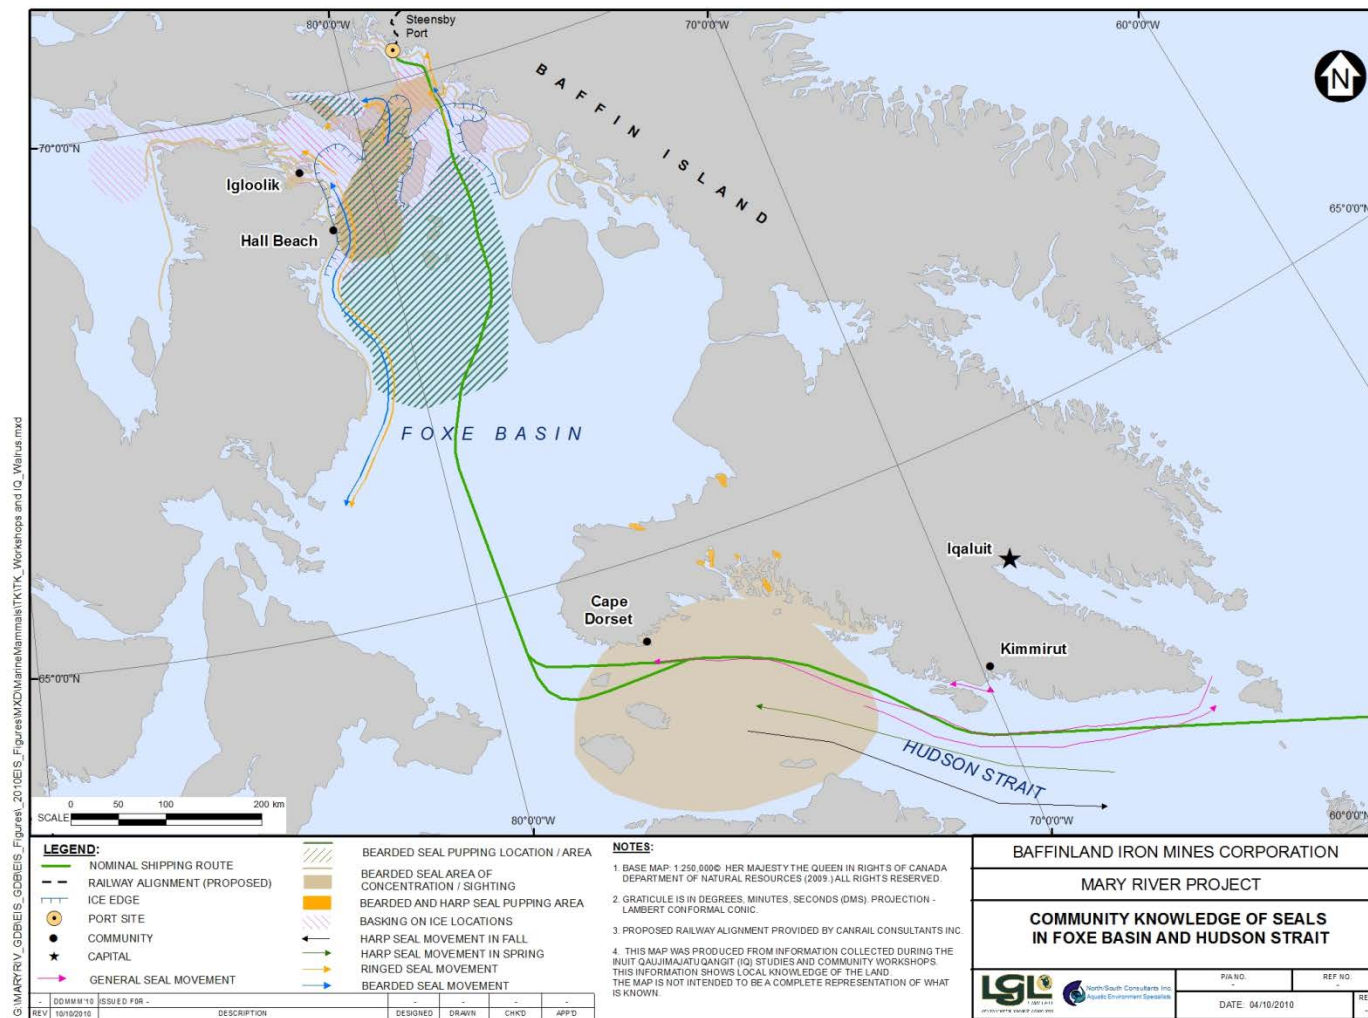 80°0'0"W
Steensby
Port
70°0'0"W
60°0'0"W
N
BAFFIN ISLAND
70°0'0"N
65°0'0"N
Igloolik
Hall Beach
FOXE BASIN
Iqaluit
Cape
Dorset
Kimmirut
65°0'0"N
HUDSON STRAIT
0 50 100 200 km
SCALE
80°0'0"W
70°0'0"W
60°0'0"W
G:\MARYRIV_GDB\EIS_GDB\EIS_Figures\_2010EIS_Figures\MXD\MarineMammals\TK\TK_Workshops and IQ_Walrus.mxd
LEGEND:
NOMINAL SHIPPING ROUTE
RAILWAY ALIGNMENT (PROPOSED)
ICE EDGE
PORT SITE
COMMUNITY
CAPITAL
GENERAL SEAL MOVEMENT
BEARDED SEAL PUPPING LOCATION / AREA
BEARDED SEAL AREA OF
CONCENTRATION / SIGHTING
BEARDED AND HARP SEAL PUPPING AREA
BASKING ON ICE LOCATIONS
HARP SEAL MOVEMENT IN FALL
HARP SEAL MOVEMENT IN SPRING
RINGED SEAL MOVEMENT
BEARDED SEAL MOVEMENT
- DDMMM'10 ISSUED FOR - - - - -
REV 10/10/2010 DESCRIPTION DESIGNED DRAWN CHK'D APP'D
NOTES:
1. BASE MAP: 1:250,000© HER MAJESTY THE QUEEN IN RIGHTS OF CANADA
DEPARTMENT OF NATURAL RESOURCES (2009.) ALL RIGHTS RESERVED.
2. GRATICULE IS IN DEGREES, MINUTES, SECONDS (DMS). PROJECTION -
LAMBERT CONFORMAL CONIC.
3. PROPOSED RAILWAY ALIGNMENT PROVIDED BY CANRAIL CONSULTANTS INC.
4. THIS MAP WAS PRODUCED FROM INFORMATION COLLECTED DURING THE
INUIT QAUJIMAJATUQANGIT (IQ) STUDIES AND COMMUNITY WORKSHOPS.
THIS INFORMATION SHOWS LOCAL KNOWLEDGE OF THE LAND.
THE MAP IS NOT INTENDED TO BE A COMPLETE REPRESENTATION OF WHAT
IS KNOWN.
BAFFINLAND IRON MINES CORPORATION
MARY RIVER PROJECT
COMMUNITY KNOWLEDGE OF SEALS
IN FOXE BASIN AND HUDSON STRAIT
LGL
LIMITED
North/South Consultants Inc.
Aquatic Environment Specialists
P/A NO.
-
REF NO.
-
DATE: 04/10/2010